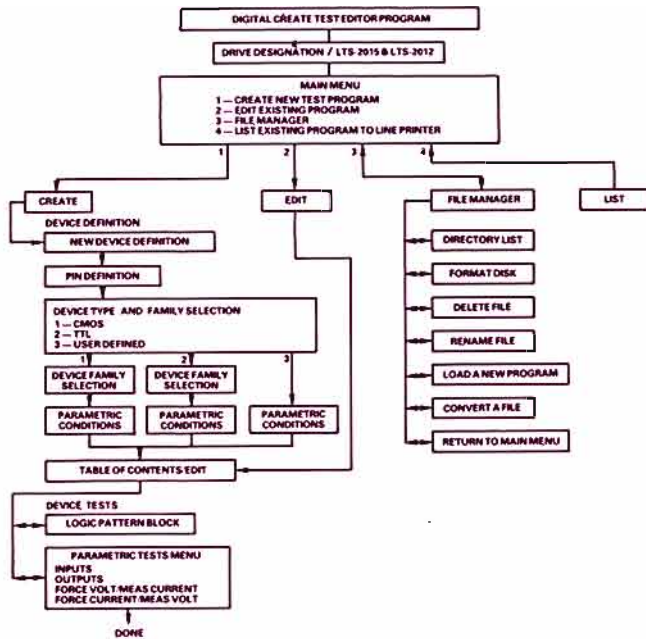 DIGITAL CREATE TEST EDITOR PROGRAM
DRIVE DESIGNATION / LTS-2015 & LTS-2012
MAIN MENU
1 — CREATE NEW TEST PROGRAM
2 — EDIT EXISTING PROGRAM
3 — FILE MANAGER
4 — LIST EXISTING PROGRAM TO LINE PRINTER
1
2
3
4
CREATE
EDIT
FILE MANAGER
LIST
DEVICE DEFINITION
NEW DEVICE DEFINITION
PIN DEFINITION
DEVICE TYPE AND FAMILY SELECTION
1 — CMOS
2 — TTL
3 — USER DEFINED
1
2
3
DEVICE FAMILY
SELECTION
DEVICE FAMILY
SELECTION
PARAMETRIC
CONDITIONS
PARAMETRIC
CONDITIONS
PARAMETRIC
CONDITIONS
TABLE OF CONTENTS/EDIT
DIRECTORY LIST
FORMAT DISK
DELETE FILE
RENAME FILE
LOAD A NEW PROGRAM
CONVERT A FILE
RETURN TO MAIN MENU
DEVICE TESTS
LOGIC PATTERN BLOCK
PARAMETRIC TESTS MENU
INPUTS
OUTPUTS
FORCE VOLT/MEAS CURRENT
FORCE CURRENT/MEAS VOLT
DONE